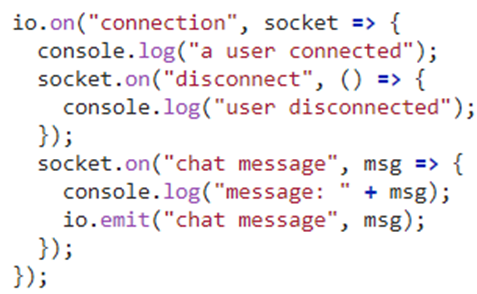 io.on("connection", socket => {
  console.log("a user connected");
  socket.on("disconnect", () => {
    console.log("user disconnected");
  });
  socket.on("chat message", msg => {
    console.log("message: " + msg);
    io.emit("chat message", msg);
  });
});